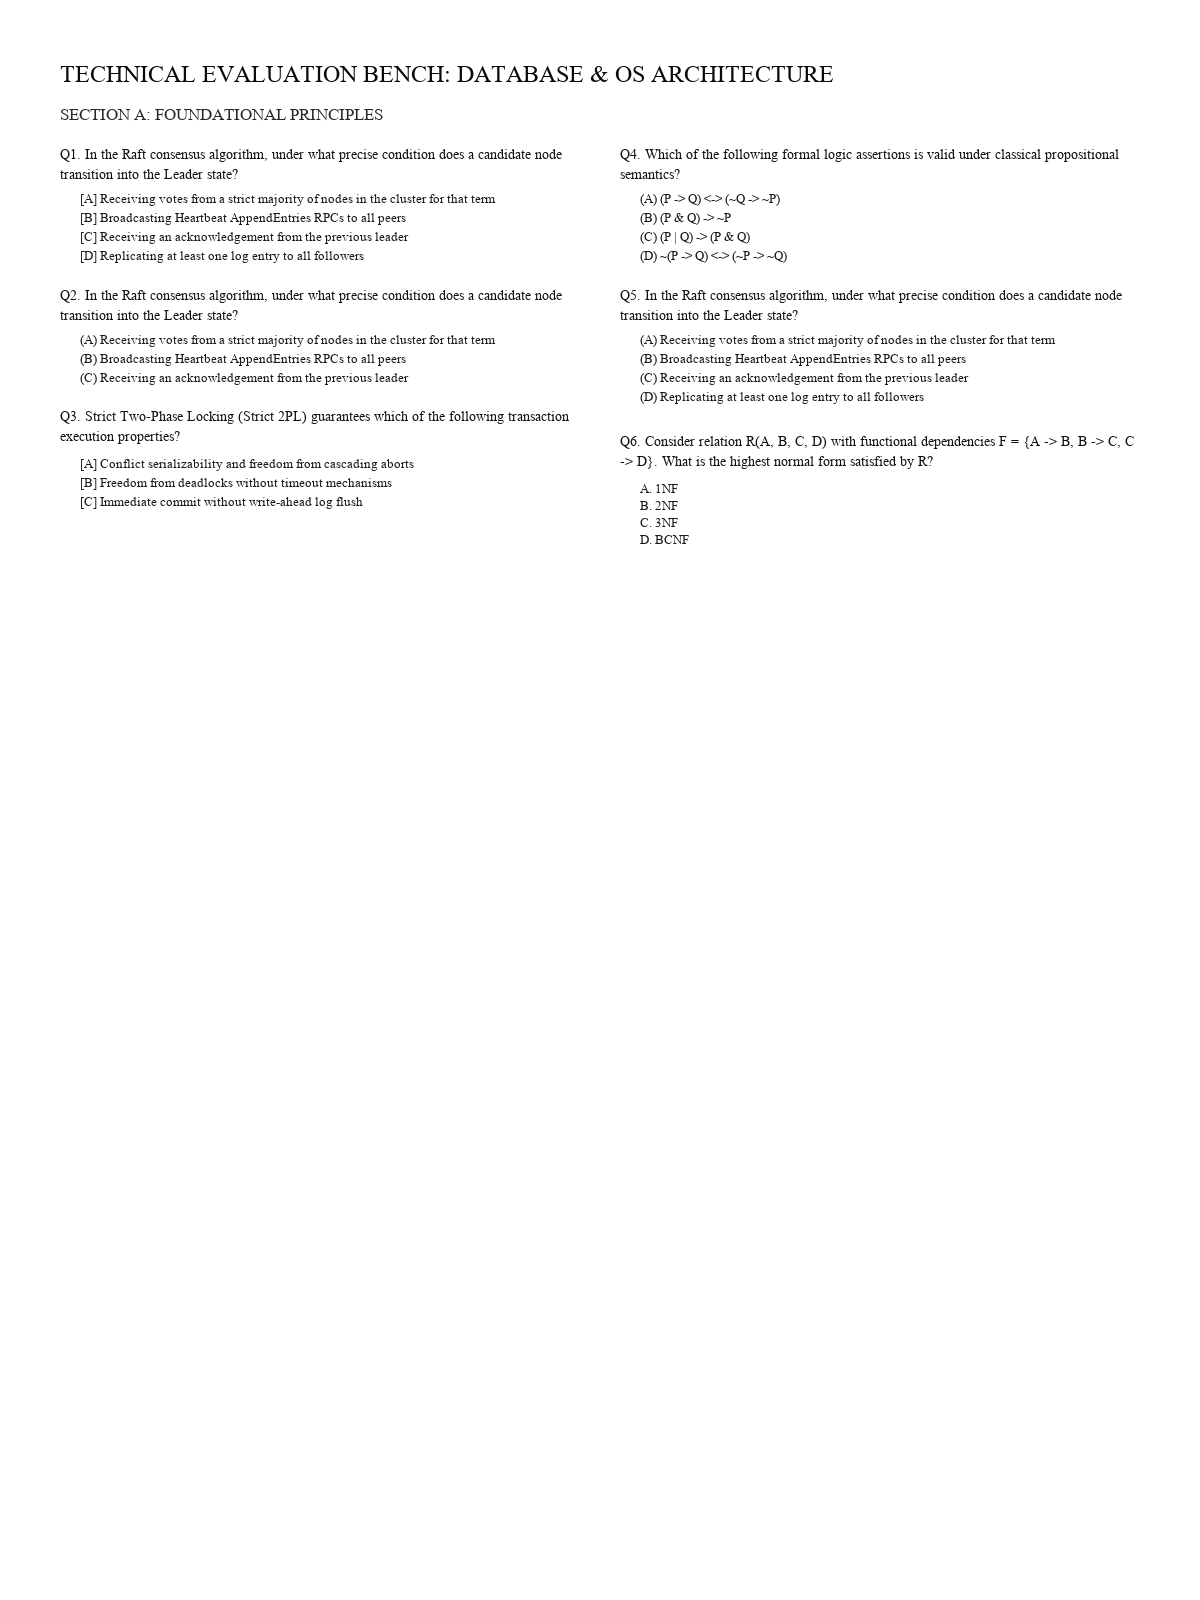 TECHNICAL EVALUATION BENCH: DATABASE & OS ARCHITECTURE
SECTION A: FOUNDATIONAL PRINCIPLES
Q1. In the Raft consensus algorithm, under what precise condition does a candidate node
transition into the Leader state?
[A] Receiving votes from a strict majority of nodes in the cluster for that term
[B] Broadcasting Heartbeat AppendEntries RPCs to all peers
[C] Receiving an acknowledgement from the previous leader
[D] Replicating at least one log entry to all followers
Q2. In the Raft consensus algorithm, under what precise condition does a candidate node
transition into the Leader state?
(A) Receiving votes from a strict majority of nodes in the cluster for that term
(B) Broadcasting Heartbeat AppendEntries RPCs to all peers
(C) Receiving an acknowledgement from the previous leader
Q3. Strict Two-Phase Locking (Strict 2PL) guarantees which of the following transaction
execution properties?
[A] Conflict serializability and freedom from cascading aborts
[B] Freedom from deadlocks without timeout mechanisms
[C] Immediate commit without write-ahead log flush
Q4. Which of the following formal logic assertions is valid under classical propositional
semantics?
(A) (P -> Q) <-> (~Q -> ~P)
(B) (P & Q) -> ~P
(C) (P | Q) -> (P & Q)
(D) ~(P -> Q) <-> (~P -> ~Q)
Q5. In the Raft consensus algorithm, under what precise condition does a candidate node
transition into the Leader state?
(A) Receiving votes from a strict majority of nodes in the cluster for that term
(B) Broadcasting Heartbeat AppendEntries RPCs to all peers
(C) Receiving an acknowledgement from the previous leader
(D) Replicating at least one log entry to all followers
Q6. Consider relation R(A, B, C, D) with functional dependencies F = {A -> B, B -> C, C
-> D}. What is the highest normal form satisfied by R?
A. 1NF
B. 2NF
C. 3NF
D. BCNF